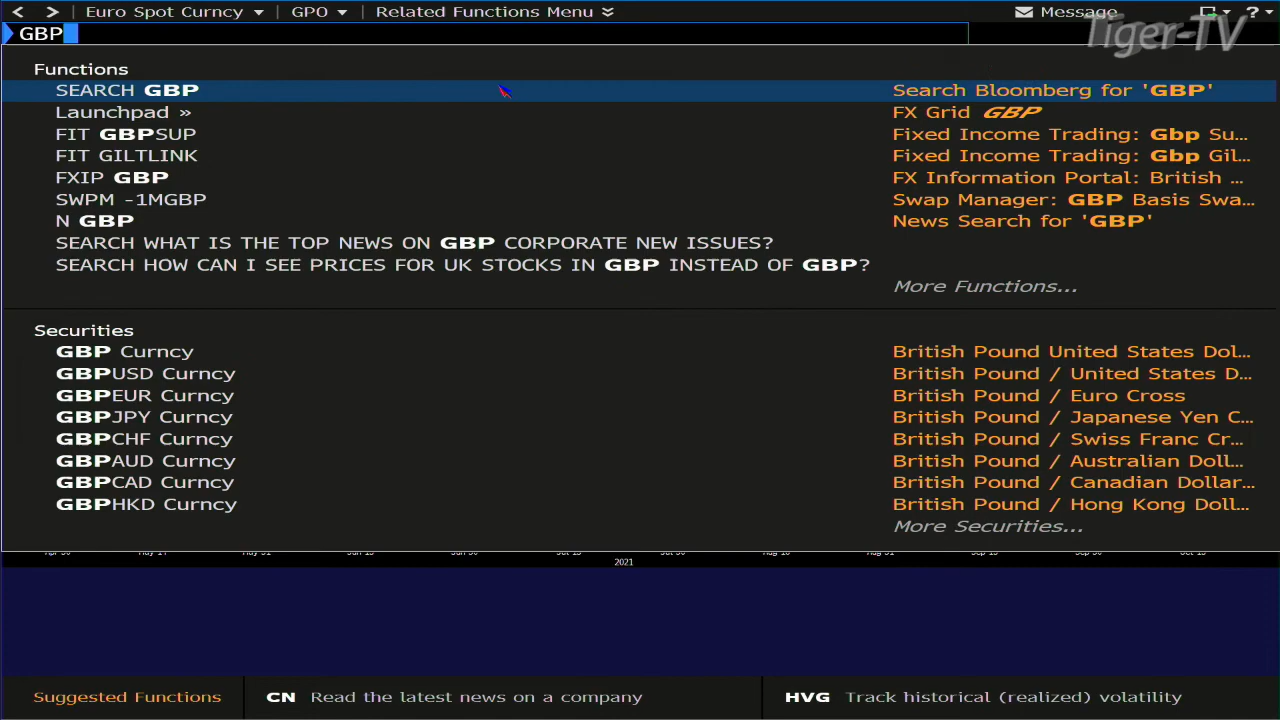 Euro Spot Curncy GPO Related Functions Menu Message ?
Tiger-TV
GBP
Functions
SEARCH GBP Search Bloomberg for 'GBP'
Launchpad » FX Grid GBP
FIT GBPSUP Fixed Income Trading: Gbp Su...
FIT GILTLINK Fixed Income Trading: Gbp Gil...
FXIP GBP FX Information Portal: British ...
SWPM -1MGBP Swap Manager: GBP Basis Swa...
N GBP News Search for 'GBP'
SEARCH WHAT IS THE TOP NEWS ON GBP CORPORATE NEW ISSUES?
SEARCH HOW CAN I SEE PRICES FOR UK STOCKS IN GBP INSTEAD OF GBP?
More Functions...
Securities
GBP Curncy British Pound United States Dol...
GBPUSD Curncy British Pound / United States D...
GBPEUR Curncy British Pound / Euro Cross
GBPJPY Curncy British Pound / Japanese Yen C...
GBPCHF Curncy British Pound / Swiss Franc Cr...
GBPAUD Curncy British Pound / Australian Doll...
GBPCAD Curncy British Pound / Canadian Dollar...
GBPHKD Curncy British Pound / Hong Kong Doll...
More Securities...
2021
Suggested Functions CN Read the latest news on a company HVG Track historical (realized) volatility